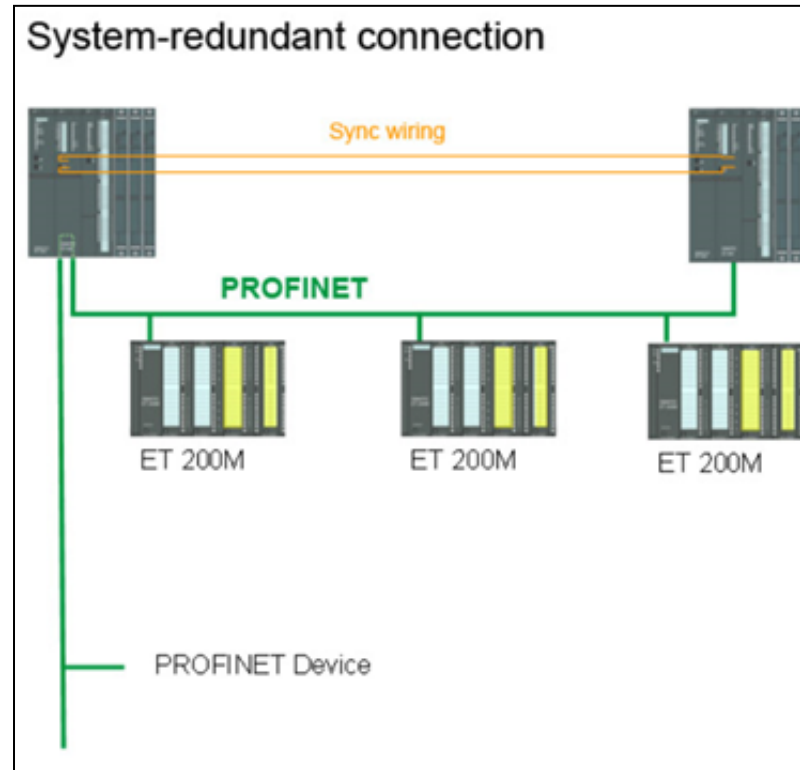 System-redundant connection
Sync wiring
PROFINET
ET 200M
ET 200M
ET 200M
PROFINET Device